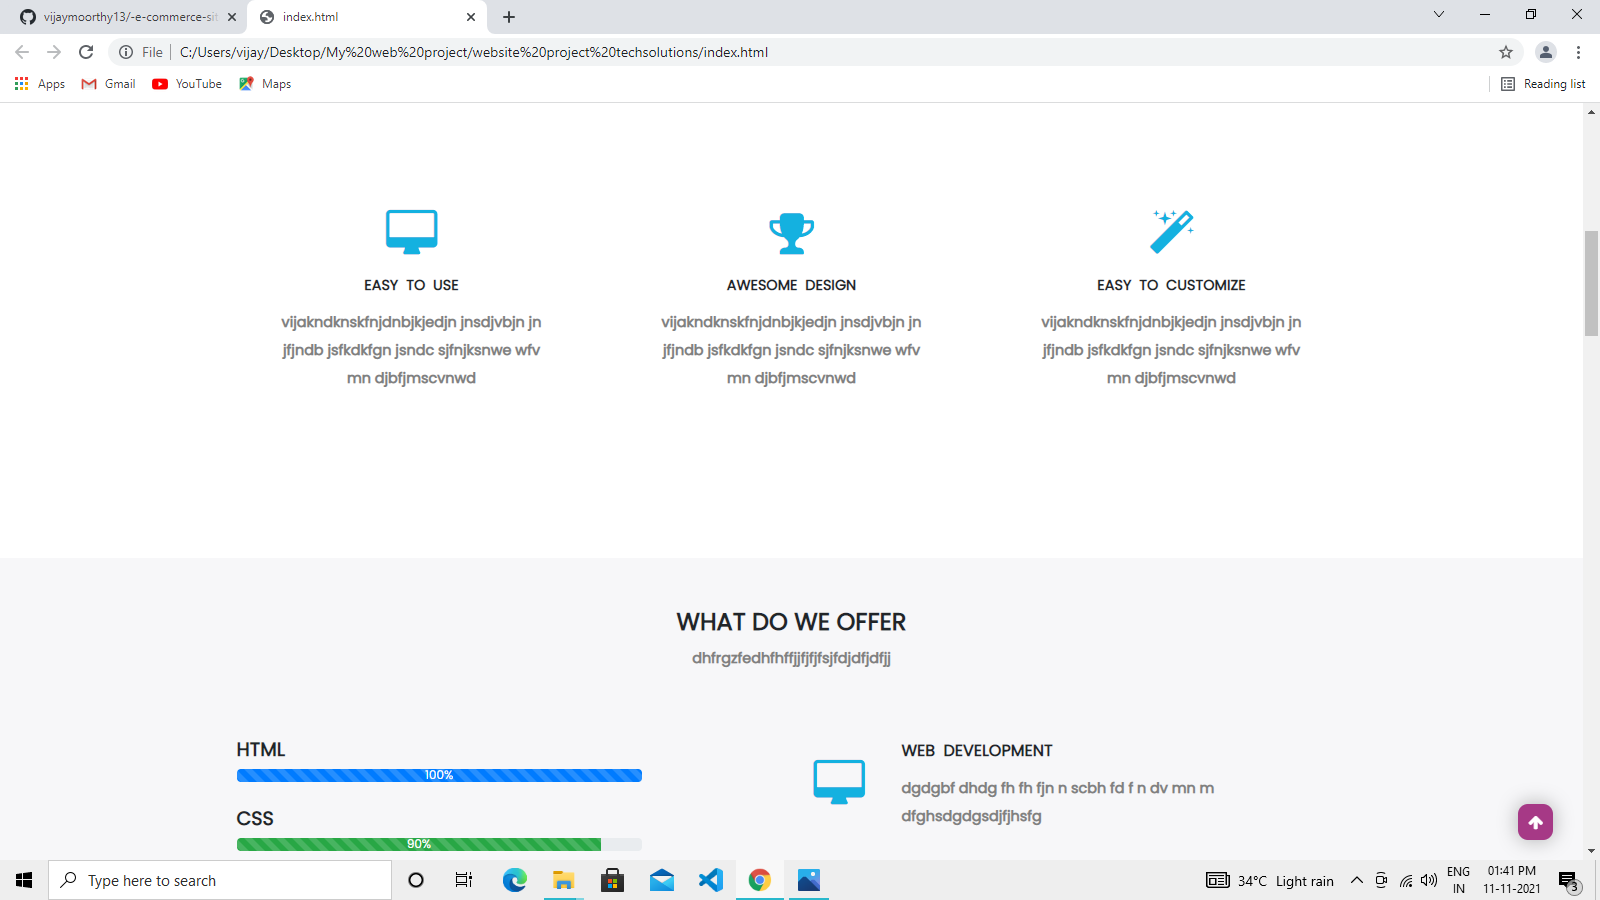 vijaymoorthy13/-e-commerce-sit
index.html
File
C:/Users/vijay/Desktop/My%20web%20project/website%20project%20techsolutions/index.html
Apps
Gmail
YouTube
Maps
Reading list
EASY TO USE
vijakndknskfnjdnbjkjedjn jnsdjvbjn jn
jfjndb jsfkdkfgn jsndc sjfnjksnwe wfv
mn djbfjmscvnwd
AWESOME DESIGN
vijakndknskfnjdnbjkjedjn jnsdjvbjn jn
jfjndb jsfkdkfgn jsndc sjfnjksnwe wfv
mn djbfjmscvnwd
EASY TO CUSTOMIZE
vijakndknskfnjdnbjkjedjn jnsdjvbjn jn
jfjndb jsfkdkfgn jsndc sjfnjksnwe wfv
mn djbfjmscvnwd
WHAT DO WE OFFER
dhfrgzfedhfhffjjfjfjfsjfdjdfjdfjj
HTML
100%
CSS
90%
WEB DEVELOPMENT
dgdgbf dhdg fh fh fjn n scbh fd f n dv mn m
dfghsdgdgsdjfjhsfg
Type here to search
34°C Light rain
ENG
IN
01:41 PM
11-11-2021
3